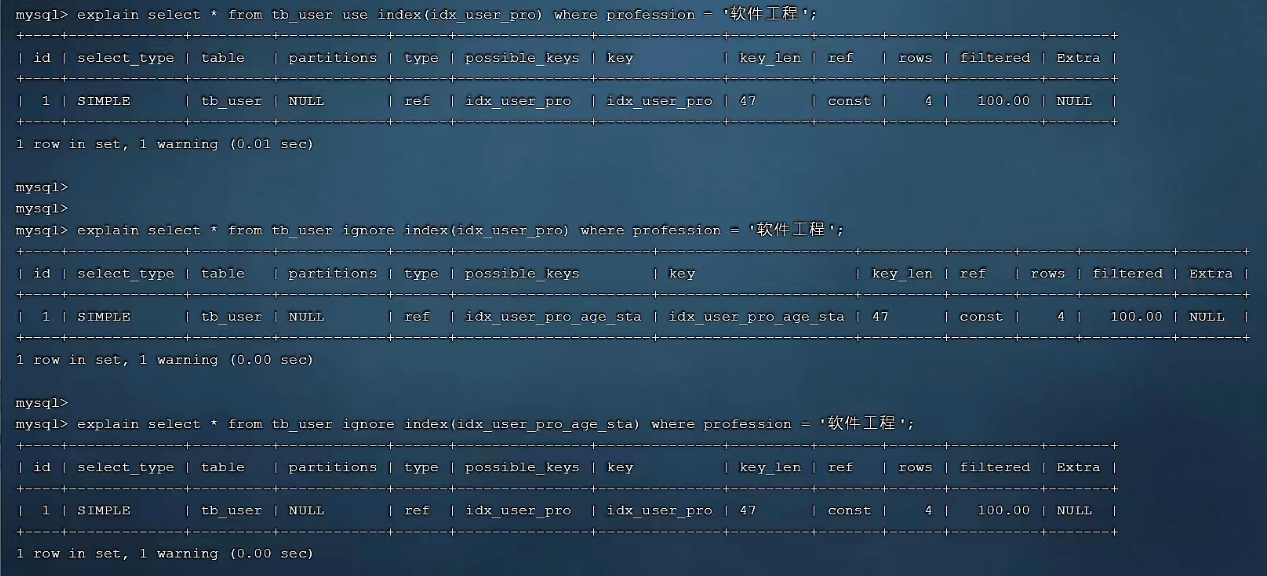 mysql> explain select * from tb_user use index(idx_user_pro) where profession = '软件工程';
+----+-------------+---------+------------+------+---------------+--------------+---------+-------+------+----------+-------+
| id | select_type | table | partitions | type | possible_keys | key | key_len | ref | rows | filtered | Extra |
+----+-------------+---------+------------+------+---------------+--------------+---------+-------+------+----------+-------+
| 1 | SIMPLE | tb_user | NULL | ref | idx_user_pro | idx_user_pro | 47 | const | 4 | 100.00 | NULL |
+----+-------------+---------+------------+------+---------------+--------------+---------+-------+------+----------+-------+
1 row in set, 1 warning (0.01 sec)
mysql>
mysql>
mysql> explain select * from tb_user ignore index(idx_user_pro) where profession = '软件工程';
+----+-------------+---------+------------+------+----------------------+----------------------+---------+-------+------+----------+-------+
| id | select_type | table | partitions | type | possible_keys | key | key_len | ref | rows | filtered | Extra |
+----+-------------+---------+------------+------+----------------------+----------------------+---------+-------+------+----------+-------+
| 1 | SIMPLE | tb_user | NULL | ref | idx_user_pro_age_sta | idx_user_pro_age_sta | 47 | const | 4 | 100.00 | NULL |
+----+-------------+---------+------------+------+----------------------+----------------------+---------+-------+------+----------+-------+
1 row in set, 1 warning (0.00 sec)
mysql>
mysql> explain select * from tb_user ignore index(idx_user_pro_age_sta) where profession = '软件工程';
+----+-------------+---------+------------+------+---------------+--------------+---------+-------+------+----------+-------+
| id | select_type | table | partitions | type | possible_keys | key | key_len | ref | rows | filtered | Extra |
+----+-------------+---------+------------+------+---------------+--------------+---------+-------+------+----------+-------+
| 1 | SIMPLE | tb_user | NULL | ref | idx_user_pro | idx_user_pro | 47 | const | 4 | 100.00 | NULL |
+----+-------------+---------+------------+------+---------------+--------------+---------+-------+------+----------+-------+
1 row in set, 1 warning (0.00 sec)